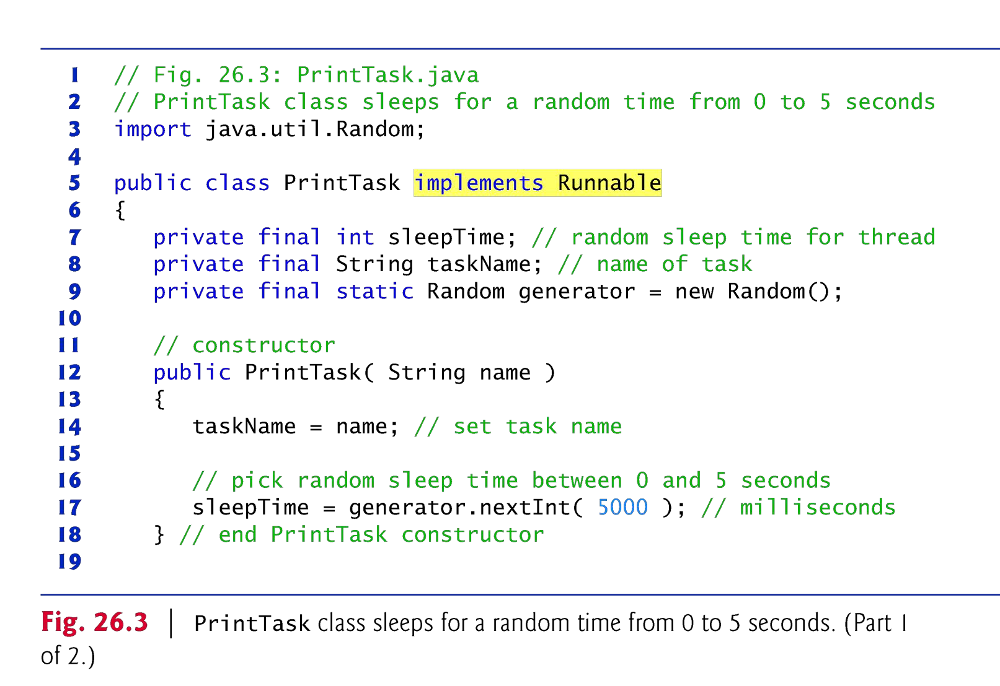 1 // Fig. 26.3: PrintTask.java
2 // PrintTask class sleeps for a random time from 0 to 5 seconds
3 import java.util.Random;
4
5 public class PrintTask implements Runnable
6 {
7    private final int sleepTime; // random sleep time for thread
8    private final String taskName; // name of task
9    private final static Random generator = new Random();
10
11    // constructor
12    public PrintTask( String name )
13    {
14       taskName = name; // set task name
15
16       // pick random sleep time between 0 and 5 seconds
17       sleepTime = generator.nextInt( 5000 ); // milliseconds
18    } // end PrintTask constructor
19
Fig. 26.3 | PrintTask class sleeps for a random time from 0 to 5 seconds. (Part 1
of 2.)